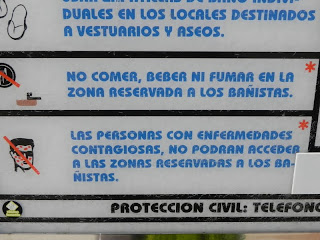 DUALES EN LOS LOCALES DESTINADOS
A VESTUARIOS Y ASEOS.
NO COMER, BEBER NI FUMAR EN LA *
ZONA RESERVADA A LOS BAÑISTAS.
LAS PERSONAS CON ENFERMEDADES *
CONTAGIOSAS, NO PODRAN ACCEDER
A LAS ZONAS RESERVADAS A LOS BA-
ÑISTAS.
PROTECCION CIVIL: TELEFONO